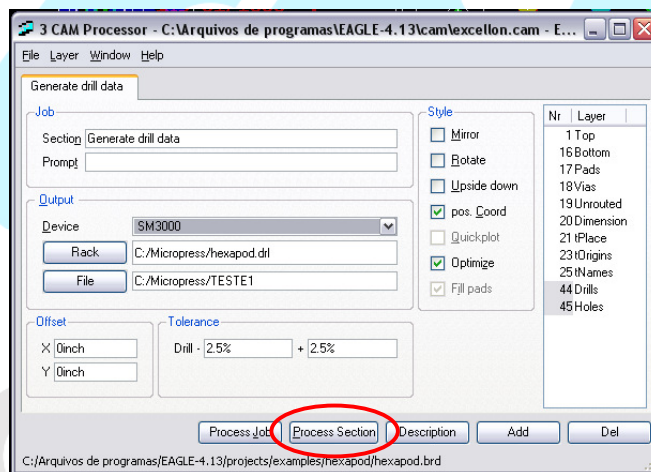 3 CAM Processor - C:\Arquivos de programas\EAGLE-4.13\cam\excellon.cam - E...
File Layer Window Help
Generate drill data
Job
Section Generate drill data
Prompt
Output
Device SM3000
Rack C:/Micropress/hexapod.drl
File C:/Micropress/TESTE1
Offset
X 0inch
Y 0inch
Tolerance
Drill - 2.5% + 2.5%
Style
Mirror
Rotate
Upside down
pos. Coord
Quickplot
Optimize
Fill pads
Nr Layer
1 Top
16 Bottom
17 Pads
18 Vias
19 Unrouted
20 Dimension
21 tPlace
23 tOrigins
25 tNames
44 Drills
45 Holes
Process Job Process Section Description Add Del
C:/Arquivos de programas/EAGLE-4.13/projects/examples/hexapod/hexapod.brd